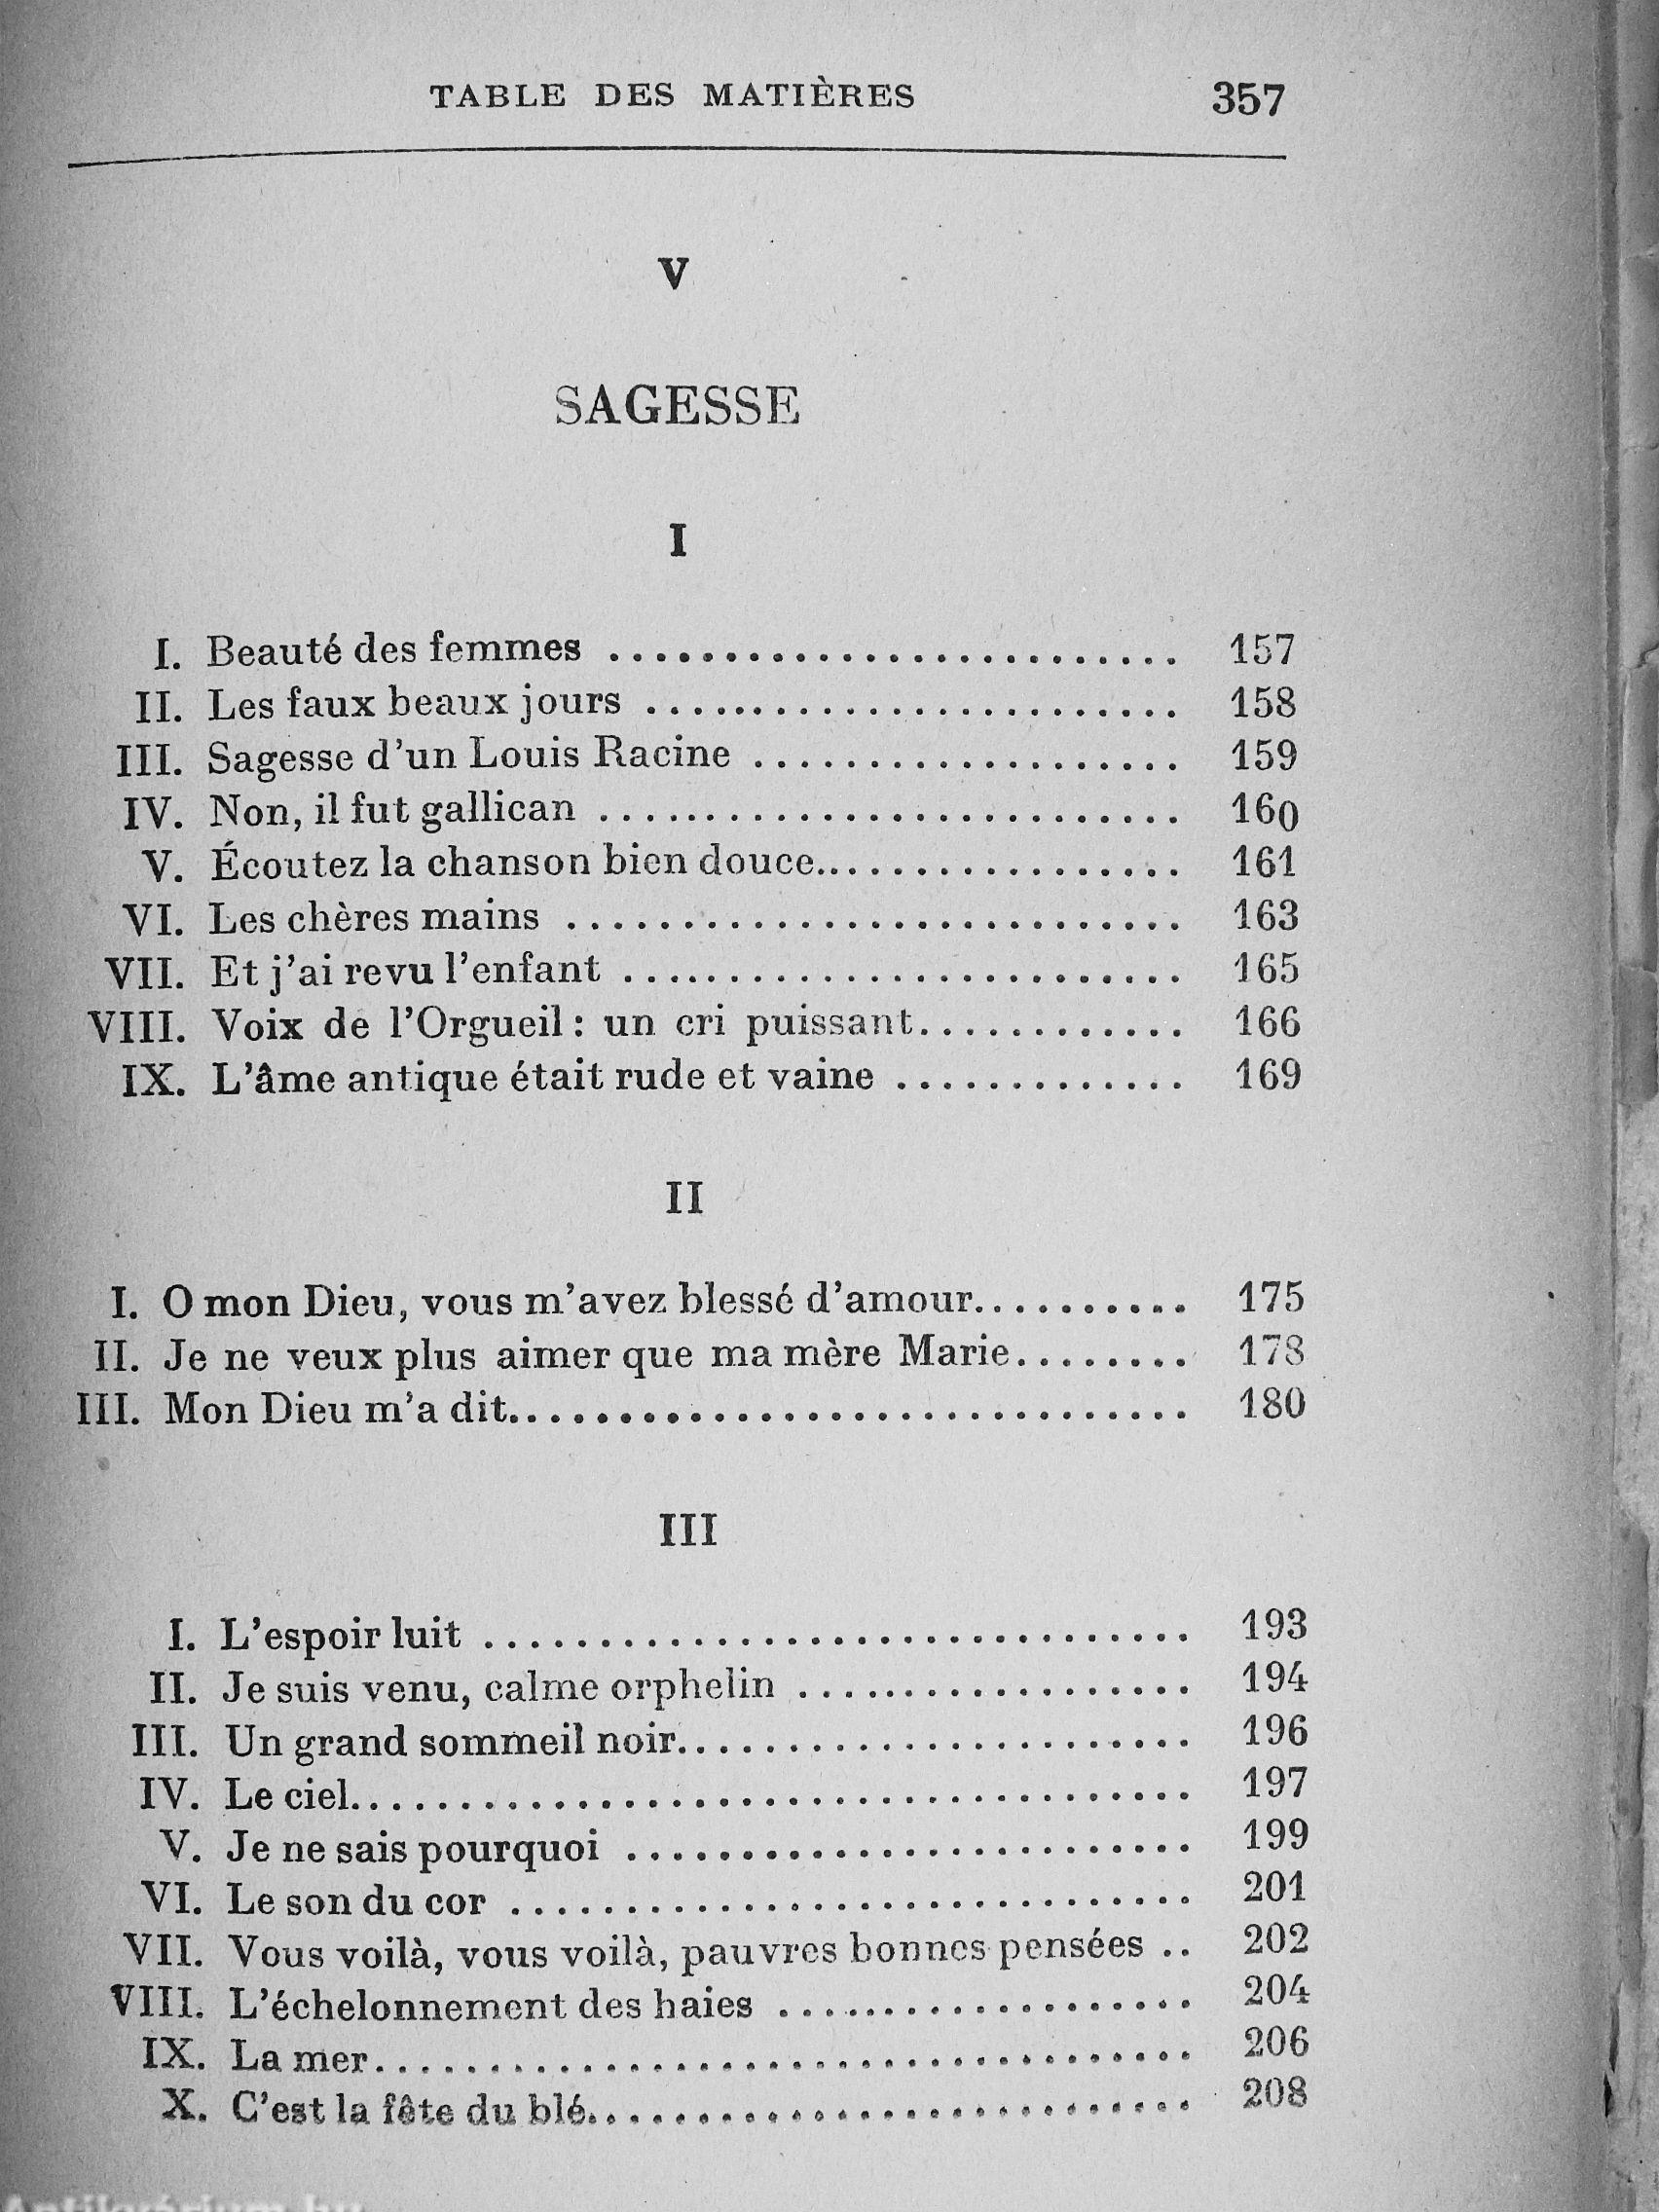 TABLE DES MATIÈRES 357
V
SAGESSE
I
I. Beauté des femmes .......................... 157
II. Les faux beaux jours ........................ 158
III. Sagesse d'un Louis Racine ................... 159
IV. Non, il fut gallican .......................... 160
V. Écoutez la chanson bien douce................. 161
VI. Les chères mains ........................... 163
VII. Et j'ai revu l'enfant ......................... 165
VIII. Voix de l'Orgueil : un cri puissant............ 166
IX. L'âme antique était rude et vaine ............. 169
II
I. O mon Dieu, vous m'avez blessé d'amour.......... 175
II. Je ne veux plus aimer que ma mère Marie........ 178
III. Mon Dieu m'a dit.............................. 180
III
I. L'espoir luit ............................... 193
II. Je suis venu, calme orphelin .................. 194
III. Un grand sommeil noir....................... 196
IV. Le ciel..................................... 197
V. Je ne sais pourquoi ......................... 199
VI. Le son du cor .............................. 201
VII. Vous voilà, vous voilà, pauvres bonnes pensées .. 202
VIII. L'échelonnement des haies .................. 204
IX. La mer.................................... 206
X. C'est la fête du blé........................... 208
Antikvárium.hu